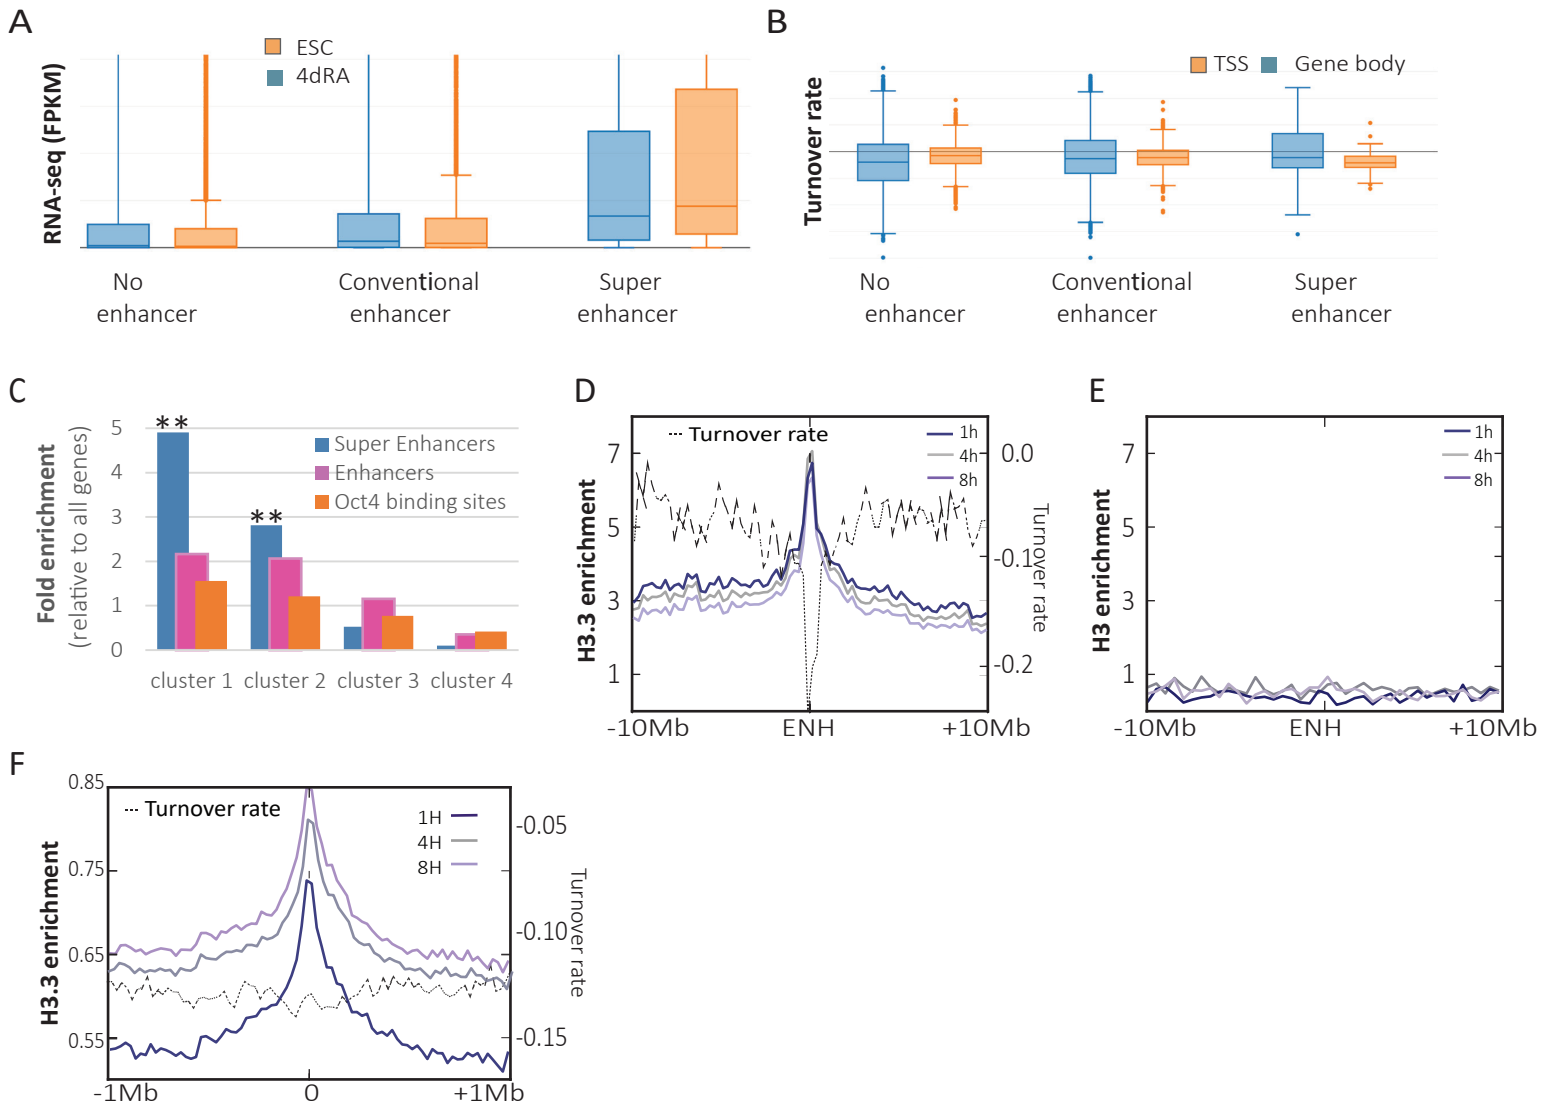 A
ESC
4dRA
RNA-seq (FPKM)
No enhancer
Conventional enhancer
Super enhancer
B
TSS
Gene body
Turnover rate
No enhancer
Conventional enhancer
Super enhancer
C
Fold enrichment
(relative to all genes)
5
4
3
2
1
0
**
**
Super Enhancers
Enhancers
Oct4 binding sites
cluster 1
cluster 2
cluster 3
cluster 4
D
H3.3 enrichment
7
5
3
1
Turnover rate
1h
4h
8h
0.0
-0.10
-0.2
Turnover rate
-10Mb
ENH
+10Mb
E
H3 enrichment
7
5
3
1
1h
4h
8h
-10Mb
ENH
+10Mb
F
H3.3 enrichment
0.85
0.75
0.65
0.55
Turnover rate
1H
4H
8H
-0.05
-0.10
-0.15
Turnover rate
-1Mb
0
+1Mb